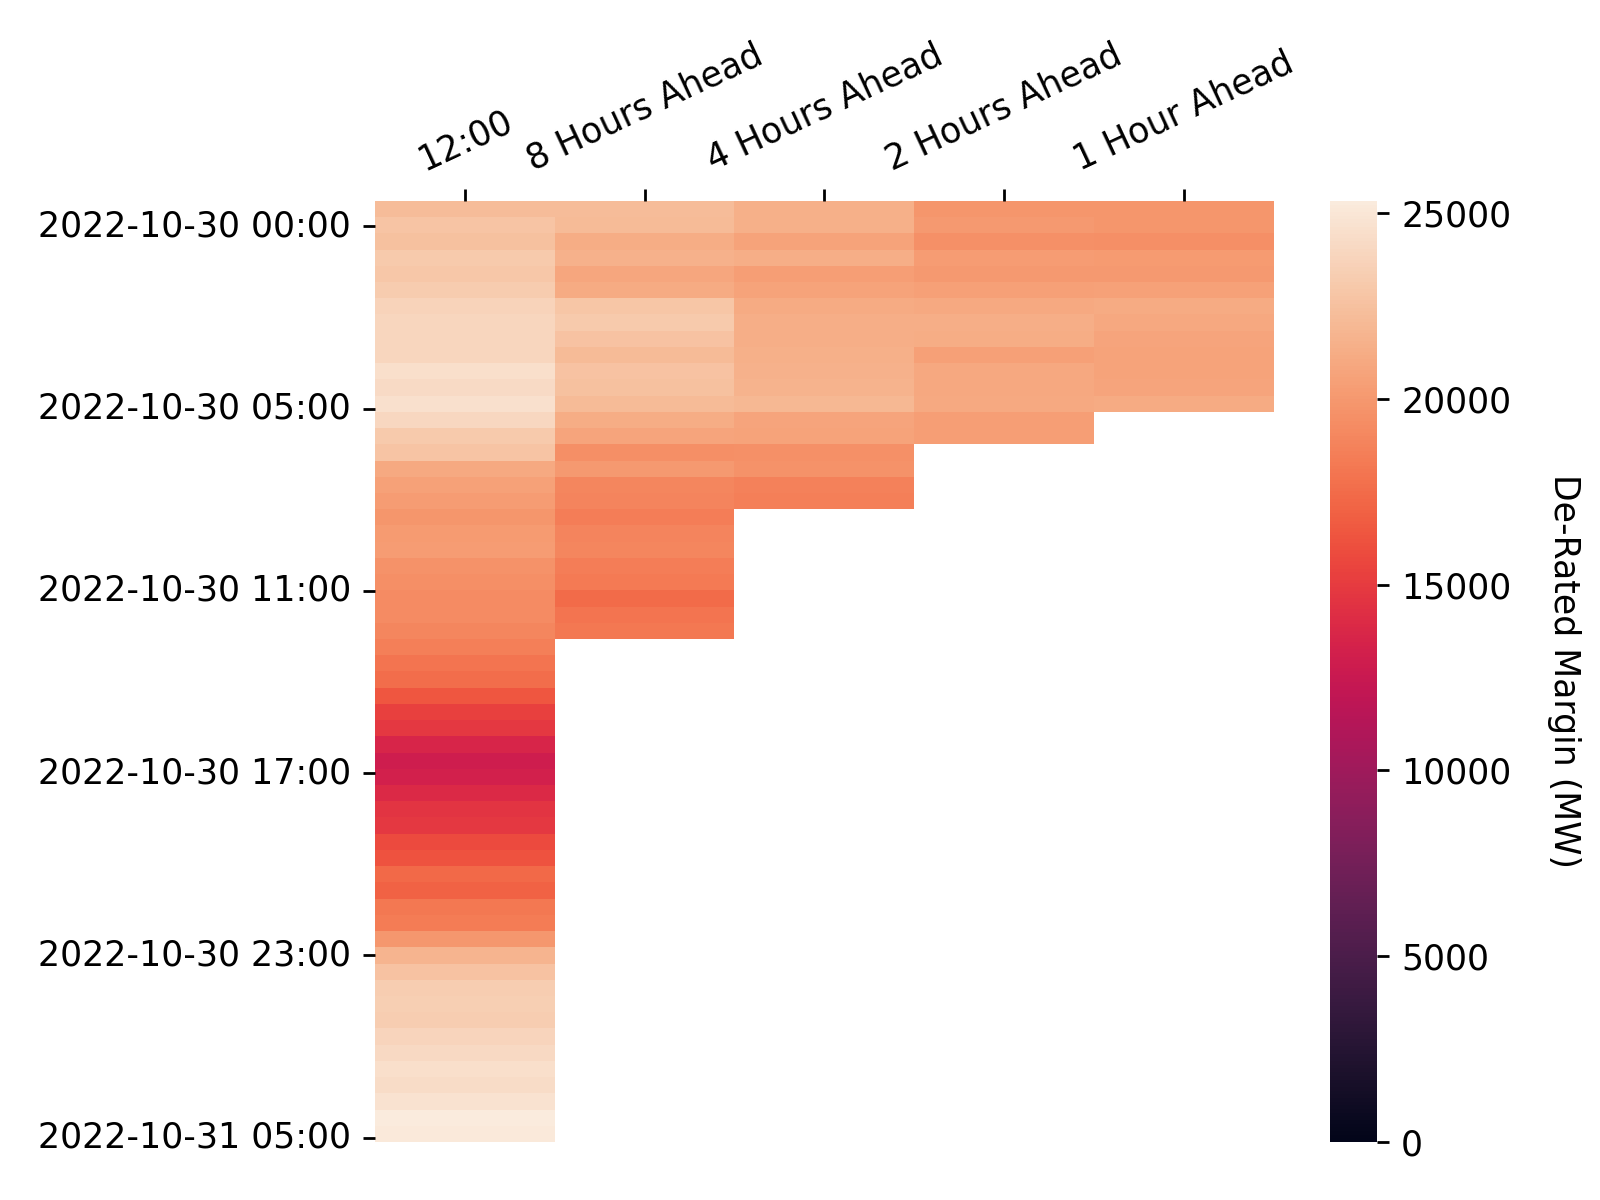 12:00
8 Hours Ahead
4 Hours Ahead
2 Hours Ahead
1 Hour Ahead
2022-10-30 00:00
2022-10-30 05:00
2022-10-30 11:00
2022-10-30 17:00
2022-10-30 23:00
2022-10-31 05:00
25000
20000
15000
10000
5000
0
De-Rated Margin (MW)